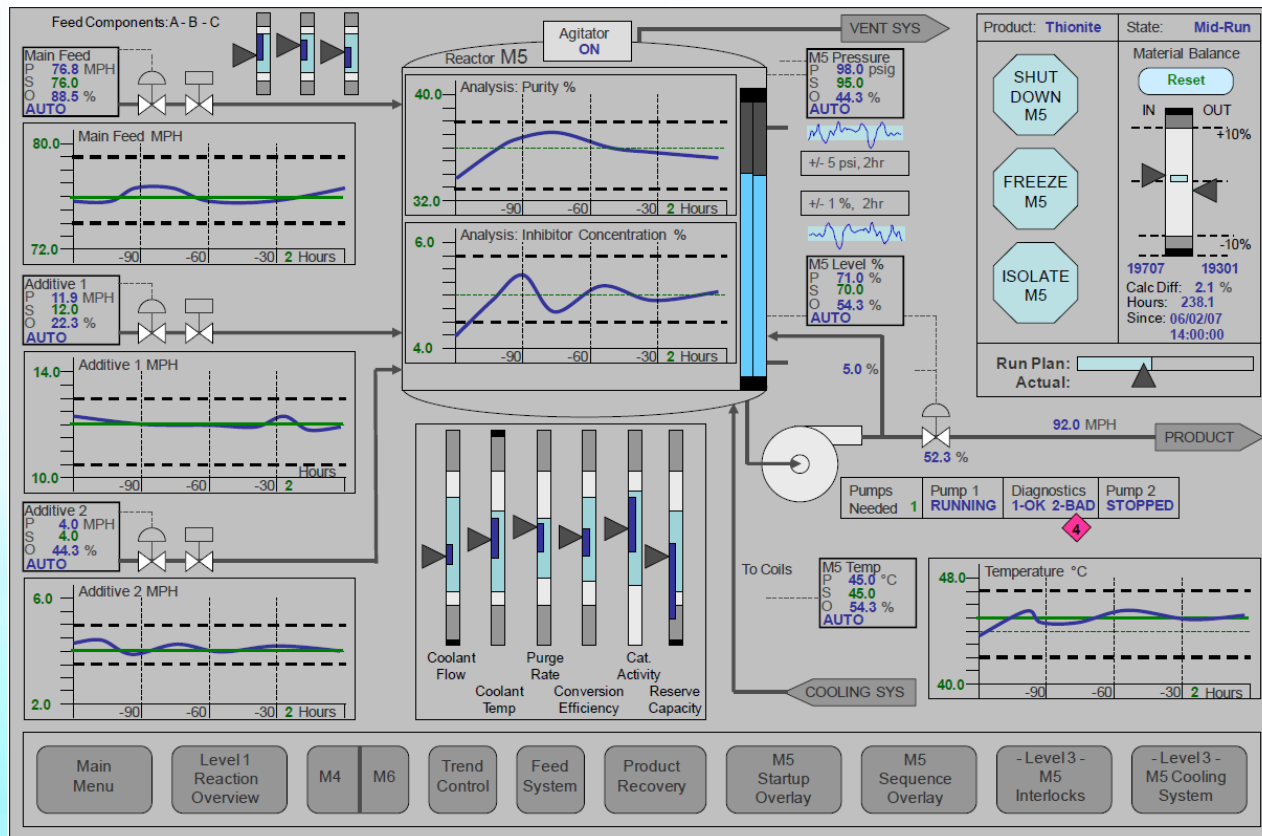 Feed Components: A - B - C
Main Feed
P 76.8 MPH
S 76.0
O 88.5 %
AUTO
Main Feed MPH
80.0
72.0
-90 -60 -30 2 Hours
Additive 1
P 11.9 MPH
S 12.0
O 22.3 %
AUTO
Additive 1 MPH
14.0
10.0
Hours
-90 -60 -30 2
Additive 2
P 4.0 MPH
S 4.0
O 44.3 %
AUTO
Additive 2 MPH
6.0
2.0
-90 -60 -30 2 Hours
Agitator
ON
Reactor M5
Analysis: Purity %
40.0
32.0
-90 -60 -30 2 Hours
Analysis: Inhibitor Concentration %
6.0
4.0
-90 -60 -30 2 Hours
Coolant
Flow
Coolant
Temp
Purge
Rate
Conversion
Efficiency
Cat.
Activity
Reserve
Capacity
VENT SYS
M5 Pressure
P 98.0 psig
S 95.0
O 44.3 %
AUTO
+/- 5 psi, 2hr
+/- 1 %, 2hr
M5 Level %
P 71.0 %
S 70.0
O 54.3 %
AUTO
5.0 %
92.0 MPH
PRODUCT
52.3 %
Pumps
Needed 1
Pump 1
RUNNING
Diagnostics
1-OK 2-BAD
Pump 2
STOPPED
4
To Coils
M5 Temp
P 45.0 °C
S 45.0
O 54.3 %
AUTO
COOLING SYS
Temperature °C
48.0
40.0
-90 -60 -30 2 Hours
Product: Thionite
State: Mid-Run
SHUT
DOWN
M5
FREEZE
M5
ISOLATE
M5
Material Balance
Reset
IN OUT
+10%
-10%
19707 19301
Calc Diff: 2.1 %
Hours: 238.1
Since: 06/02/07
14:00:00
Run Plan:
Actual:
Main
Menu
Level 1
Reaction
Overview
M4
M6
Trend
Control
Feed
System
Product
Recovery
M5
Startup
Overlay
M5
Sequence
Overlay
- Level 3 -
M5
Interlocks
- Level 3 -
M5 Cooling
System